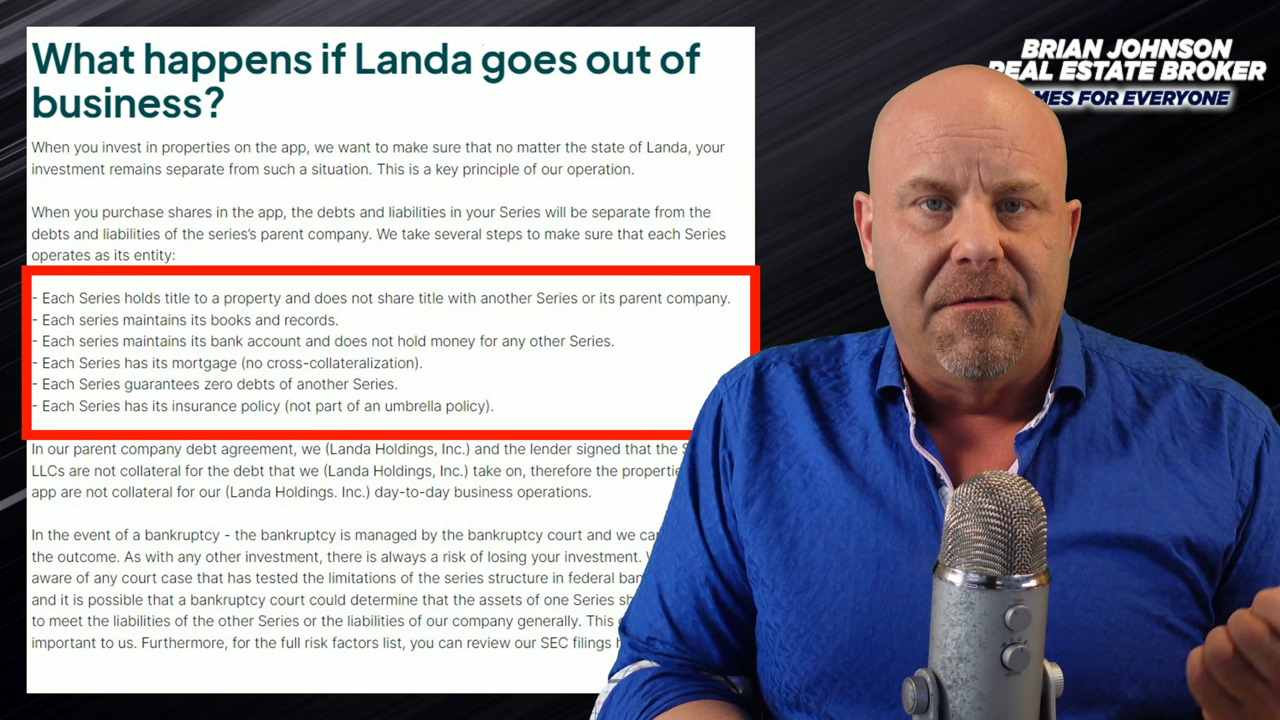 What happens if Landa goes out of
business?
When you invest in properties on the app, we want to make sure that no matter the state of Landa, your
investment remains separate from such a situation. This is a key principle of our operation.
When you purchase shares in the app, the debts and liabilities in your Series will be separate from the
debts and liabilities of the series's parent company. We take several steps to make sure that each Series
operates as its entity:
- Each Series holds title to a property and does not share title with another Series or its parent company.
- Each series maintains its books and records.
- Each series maintains its bank account and does not hold money for any other Series.
- Each Series has its mortgage (no cross-collateralization).
- Each Series guarantees zero debts of another Series.
- Each Series has its insurance policy (not part of an umbrella policy).
In our parent company debt agreement, we (Landa Holdings, Inc.) and the lender signed that the
LLCs are not collateral for the debt that we (Landa Holdings, Inc.) take on, therefore the
app are not collateral for our (Landa Holdings. Inc.) day-to-day business operations.
In the event of a bankruptcy - the bankruptcy is managed by the bankruptcy court and we
the outcome. As with any other investment, there is always a risk of losing your investment.
aware of any court case that has tested the limitations of the series structure in federal
and it is possible that a bankruptcy court could determine that the assets of one Series
to meet the liabilities of the other Series or the liabilities of our company generally. This
important to us. Furthermore, for the full risk factors list, you can review our SEC filings
BRIAN JOHNSON
REAL ESTATE BROKER
FOR EVERYONE